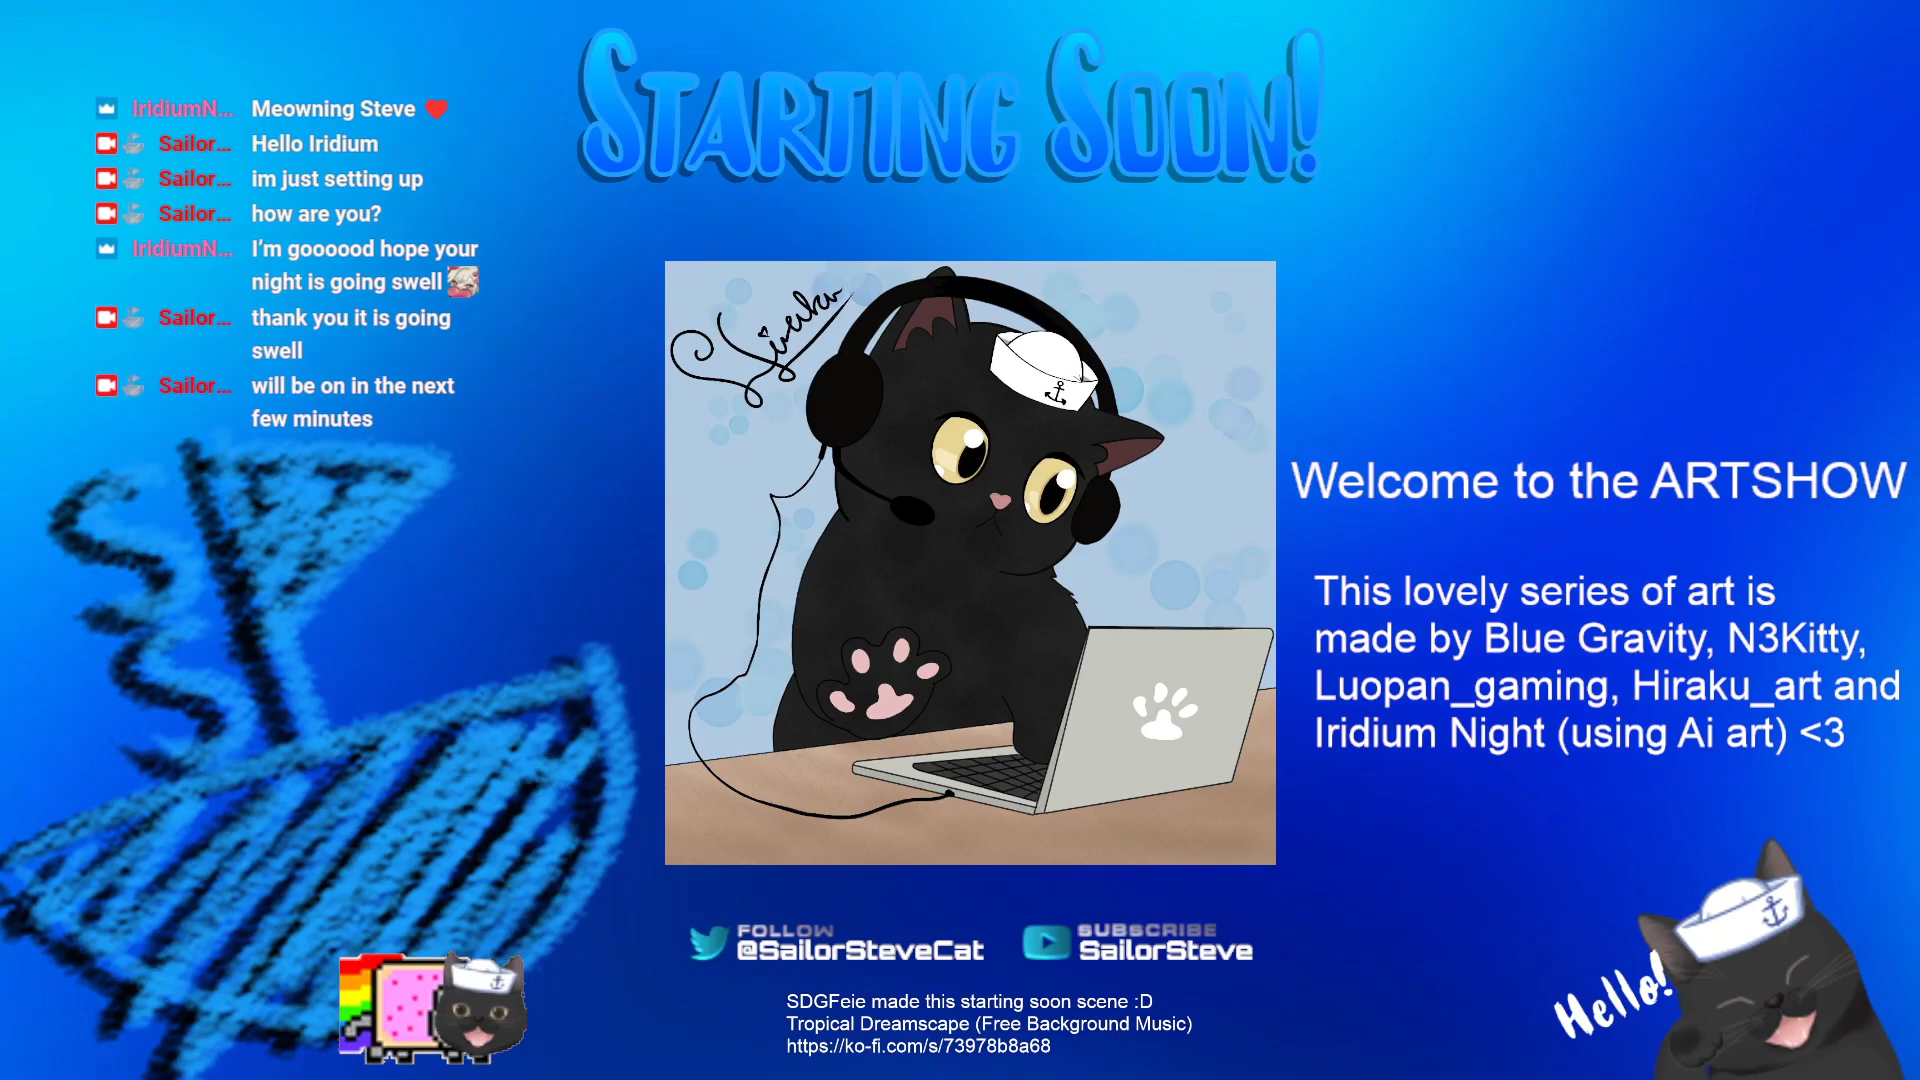 STARTING SOON!
IridiumN... Meowning Steve
Sailor... Hello Iridium
Sailor... im just setting up
Sailor... how are you?
IridiumN... I'm goooood hope your
night is going swell
Sailor... thank you it is going
swell
Sailor... will be on in the next
few minutes
Welcome to the ARTSHOW
This lovely series of art is
made by Blue Gravity, N3Kitty,
Luopan_gaming, Hiraku_art and
Iridium Night (using Ai art) <3
FOLLOW
@SailorSteveCat
SUBSCRIBE
SailorSteve
SDGFeie made this starting soon scene :D
Tropical Dreamscape (Free Background Music)
https://ko-fi.com/s/73978b8a68
Hello!